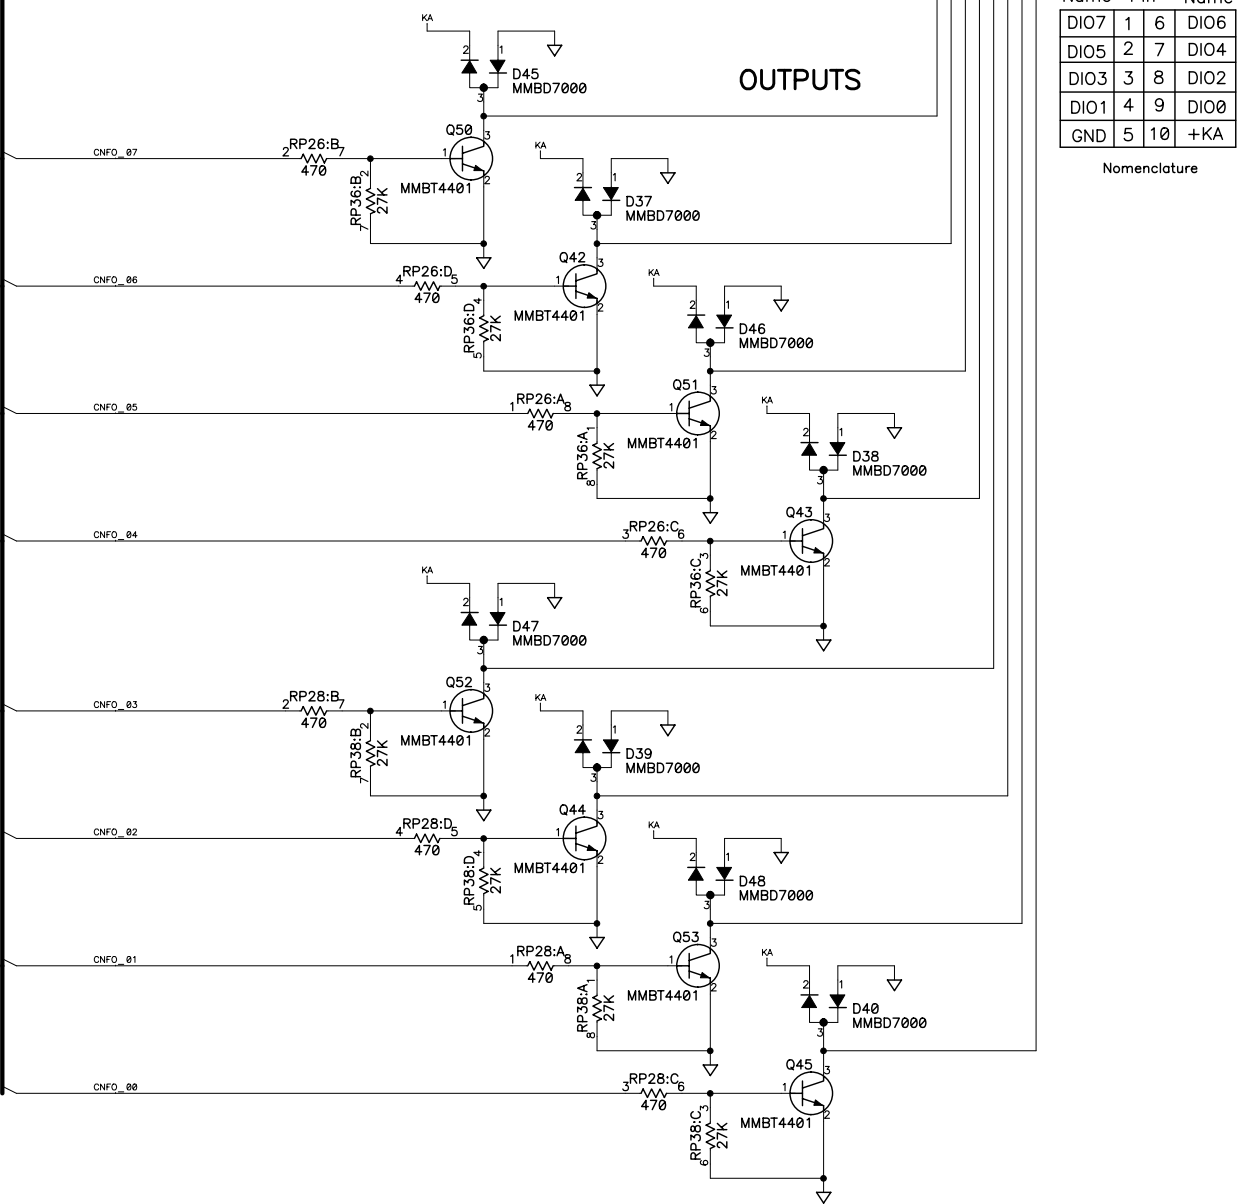 Name Pin Name
DIO7 1 6 DIO6
DIO5 2 7 DIO4
DIO3 3 8 DIO2
DIO1 4 9 DIO0
GND 5 10 +KA
Nomenclature
OUTPUTS
KA
2 1
D45
MMBD7000
3
Q50
3
CNFO_07
2 RP26:B 7
470
1
2
MMBT4401
RP36:B 2
27K
7
KA
2 1
D37
MMBD7000
3
Q42
3
CNFO_06
4 RP26:D 5
470
1
2
MMBT4401
RP36:D 4
27K
5
KA
2 1
D46
MMBD7000
3
Q51
3
CNFO_05
1 RP26:A 8
470
1
2
MMBT4401
RP36:A 1
27K
8
KA
2 1
D38
MMBD7000
3
Q43
3
CNFO_04
3 RP26:C 6
470
1
2
MMBT4401
RP36:C 3
27K
6
KA
2 1
D47
MMBD7000
3
Q52
3
CNFO_03
2 RP28:B 7
470
1
2
MMBT4401
RP38:B 2
27K
7
KA
2 1
D39
MMBD7000
3
Q44
3
CNFO_02
4 RP28:D 5
470
1
2
MMBT4401
RP38:D 4
27K
5
KA
2 1
D48
MMBD7000
3
Q53
3
CNFO_01
1 RP28:A 8
470
1
2
MMBT4401
RP38:A 1
27K
8
KA
2 1
D40
MMBD7000
3
Q45
3
CNFO_00
3 RP28:C 6
470
1
2
MMBT4401
RP38:C 3
27K
6